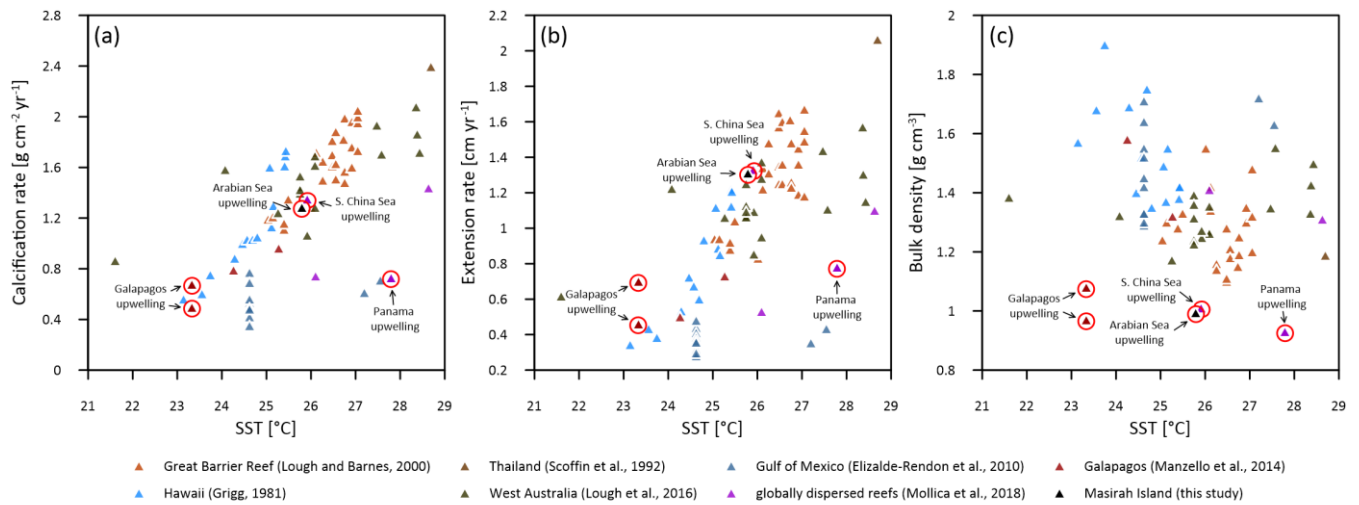 (a)
Calcification rate [g cm⁻² yr⁻¹]
2.8
2.4
2
1.6
1.2
0.8
0.4
0
Arabian Sea
upwelling
S. China Sea
upwelling
Galapagos
upwelling
Panama
upwelling
21 22 23 24 25 26 27 28 29
SST [°C]
(b)
Extension rate [cm yr⁻¹]
2.2
2
1.8
1.6
1.4
1.2
1
0.8
0.6
0.4
0.2
S. China Sea
upwelling
Arabian Sea
upwelling
Galapagos
upwelling
Panama
upwelling
21 22 23 24 25 26 27 28 29
SST [°C]
(c)
Bulk density [g cm⁻³]
2
1.8
1.6
1.4
1.2
1
0.8
S. China Sea
upwelling
Galapagos
upwelling
Arabian Sea
upwelling
Panama
upwelling
21 22 23 24 25 26 27 28 29
SST [°C]
Great Barrier Reef (Lough and Barnes, 2000)
Thailand (Scoffin et al., 1992)
Gulf of Mexico (Elizalde-Rendon et al., 2010)
Galapagos (Manzello et al., 2014)
Hawaii (Grigg, 1981)
West Australia (Lough et al., 2016)
globally dispersed reefs (Mollica et al., 2018)
Masirah Island (this study)